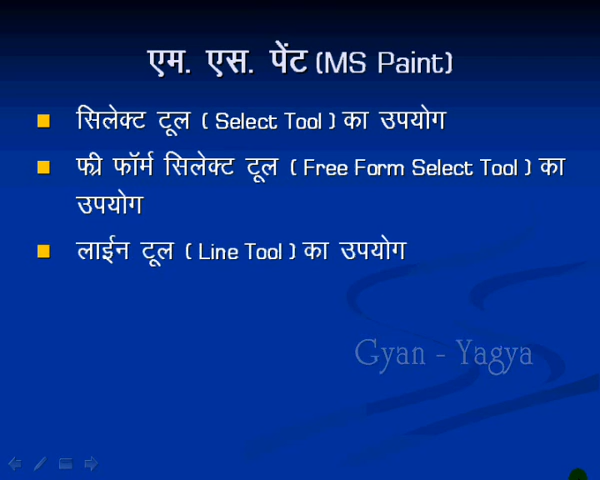 एम. एस. पेंट (MS Paint)
सिलेक्ट टूल ( Select Tool ) का उपयोग
फ्री फॉर्म सिलेक्ट टूल ( Free Form Select Tool ) का
उपयोग
लाईन टूल ( Line Tool ) का उपयोग
Gyan - Yagya